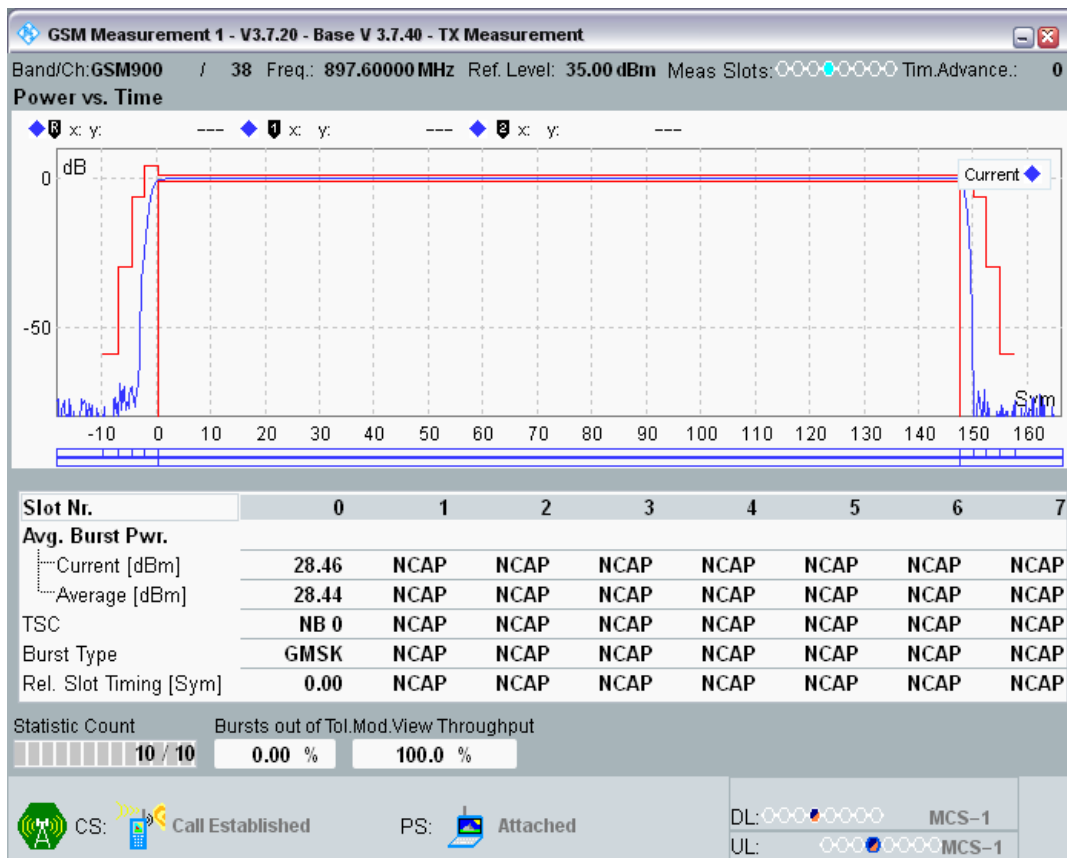 GSM Measurement 1 - V3.7.20 - Base V 3.7.40 - TX Measurement
Band/Ch:GSM900 / 38 Freq.: 897.60000 MHz Ref. Level: 35.00 dBm Meas Slots: Tim.Advance.: 0
Power vs. Time
R x: y: --- 1 x: y: --- 2 x: y: ---
dB
Current
0
-50
Sym
-10 0 10 20 30 40 50 60 70 80 90 100 110 120 130 140 150 160
Slot Nr. 0 1 2 3 4 5 6 7
Avg. Burst Pwr.
Current [dBm] 28.46 NCAP NCAP NCAP NCAP NCAP NCAP NCAP
Average [dBm] 28.44 NCAP NCAP NCAP NCAP NCAP NCAP NCAP
TSC NB 0 NCAP NCAP NCAP NCAP NCAP NCAP NCAP
Burst Type GMSK NCAP NCAP NCAP NCAP NCAP NCAP NCAP
Rel. Slot Timing [Sym] 0.00 NCAP NCAP NCAP NCAP NCAP NCAP NCAP
Statistic Count Bursts out of Tol.Mod.View Throughput
10 / 10 0.00 % 100.0 %
CS: Call Established PS: Attached
DL: MCS-1
UL: MCS-1